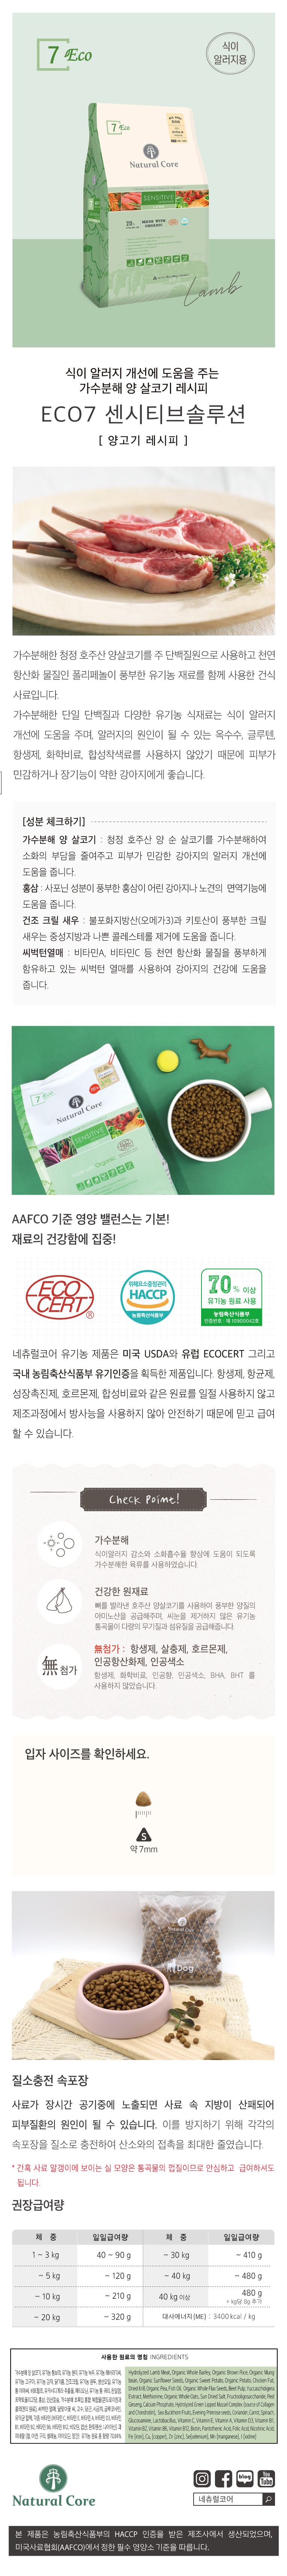 7 Eco
식이
알러지용
7 Eco
Natural Core
SENSITIVE
20%
MADE WITH
ORGANIC
Lamb
식이 알러지 개선에 도움을 주는
가수분해 양 살코기 레시피
ECO7 센시티브솔루션
[ 양고기 레시피 ]
가수분해한 청정 호주산 양살코기를 주 단백질원으로 사용하고 천연
항산화 물질인 폴리페놀이 풍부한 유기농 재료를 함께 사용한 건식
사료입니다.
가수분해한 단일 단백질과 다양한 유기농 식재료는 식이 알러지
개선에 도움을 주며, 알러지의 원인이 될 수 있는 옥수수, 글루텐,
항생제, 화학비료, 합성착색료를 사용하지 않았기 때문에 피부가
민감하거나 장기능이 약한 강아지에게 좋습니다.
[성분 체크하기]
가수분해 양 살코기 : 청정 호주산 양 순 살코기를 가수분해하여
소화의 부담을 줄여주고 피부가 민감한 강아지의 알러지 개선에
도움을 줍니다.
홍삼 : 사포닌 성분이 풍부한 홍삼이 어린 강아지나 노견의 면역기능에
도움을 줍니다.
건조 크릴 새우 : 불포화지방산(오메가3)과 키토산이 풍부한 크릴
새우는 중성지방과 나쁜 콜레스테롤 제거에 도움을 줍니다.
씨벅턴열매 : 비타민A, 비타민C 등 천연 항산화 물질을 풍부하게
함유하고 있는 씨벅턴 열매를 사용하여 강아지의 건강에 도움을
줍니다.
7 Eco
Natural Core
SENSITIVE
Organic
AAFCO 기준 영양 밸런스는 기본!
재료의 건강함에 집중!
ECO
CERT
®
위해요소중점관리
HACCP
농림축산식품부
70% 이상
유기농 원료 사용
농림축산식품부
네츄럴코어 유기농 제품은 미국 USDA와 유럽 ECOCERT 그리고
국내 농림축산식품부 유기인증을 획득한 제품입니다. 항생제, 항균제,
성장촉진제, 호르몬제, 합성비료와 같은 원료를 일절 사용하지 않고
제조과정에서 방사능을 사용하지 않아 안전하기 때문에 믿고 급여
할 수 있습니다.
Check Point!
가수분해
식이알러지 감소와 소화흡수율 향상에 도움이 되도록
가수분해한 육류를 사용하였습니다.
건강한 원재료
뼈를 발라낸 호주산 양살코기를 사용하여 풍부한 양질의
아미노산을 공급해주며, 씨눈을 제거하지 않은 유기농
통곡물이 다량의 무기질과 섬유질을 공급해줍니다.
無첨가
無첨가 : 항생제, 살충제, 호르몬제,
인공항산화제, 인공색소
항생제, 화학비료, 인공향, 인공색소, BHA, BHT 를
사용하지 않았습니다.
입자 사이즈를 확인하세요.
S
약 7mm
Natural Core
Dog
질소충전 속포장
사료가 장시간 공기중에 노출되면 사료 속 지방이 산패되어
피부질환의 원인이 될 수 있습니다. 이를 방지하기 위해 각각의
속포장을 질소로 충전하여 산소와의 접촉을 최대한 줄였습니다.
* 간혹 사료 알갱이에 보이는 실 모양은 통곡물의 껍질이므로 안심하고 급여하셔도
됩니다.
권장급여량
체 중 일일급여량 체 중 일일급여량
1 ~ 3 kg 40 ~ 90 g ~ 30 kg ~ 410 g
~ 5 kg ~ 120 g ~ 40 kg ~ 480 g
~ 10 kg ~ 210 g 40 kg 이상 480 g
+ kg당 8g 추가
~ 20 kg ~ 320 g 대사에너지(ME) : 3400kcal / kg
사용한 원료의 명칭 INGREDIENTS
Hydrolyzed Lamb Meat, Organic Whole Barley, Organic Brown Rice, Organic Mung
bean, Organic Sunflower Seeds, Organic Sweet Potato, Organic Potato, Chicken Fat,
Natural Core
blog
You
Tube
네츄럴코어
본 제품은 농림축산식품부의 HACCP 인증을 받은 제조사에서 생산되었으며,
미국사료협회(AAFCO)에서 정한 필수 영양소 기준을 따릅니다.